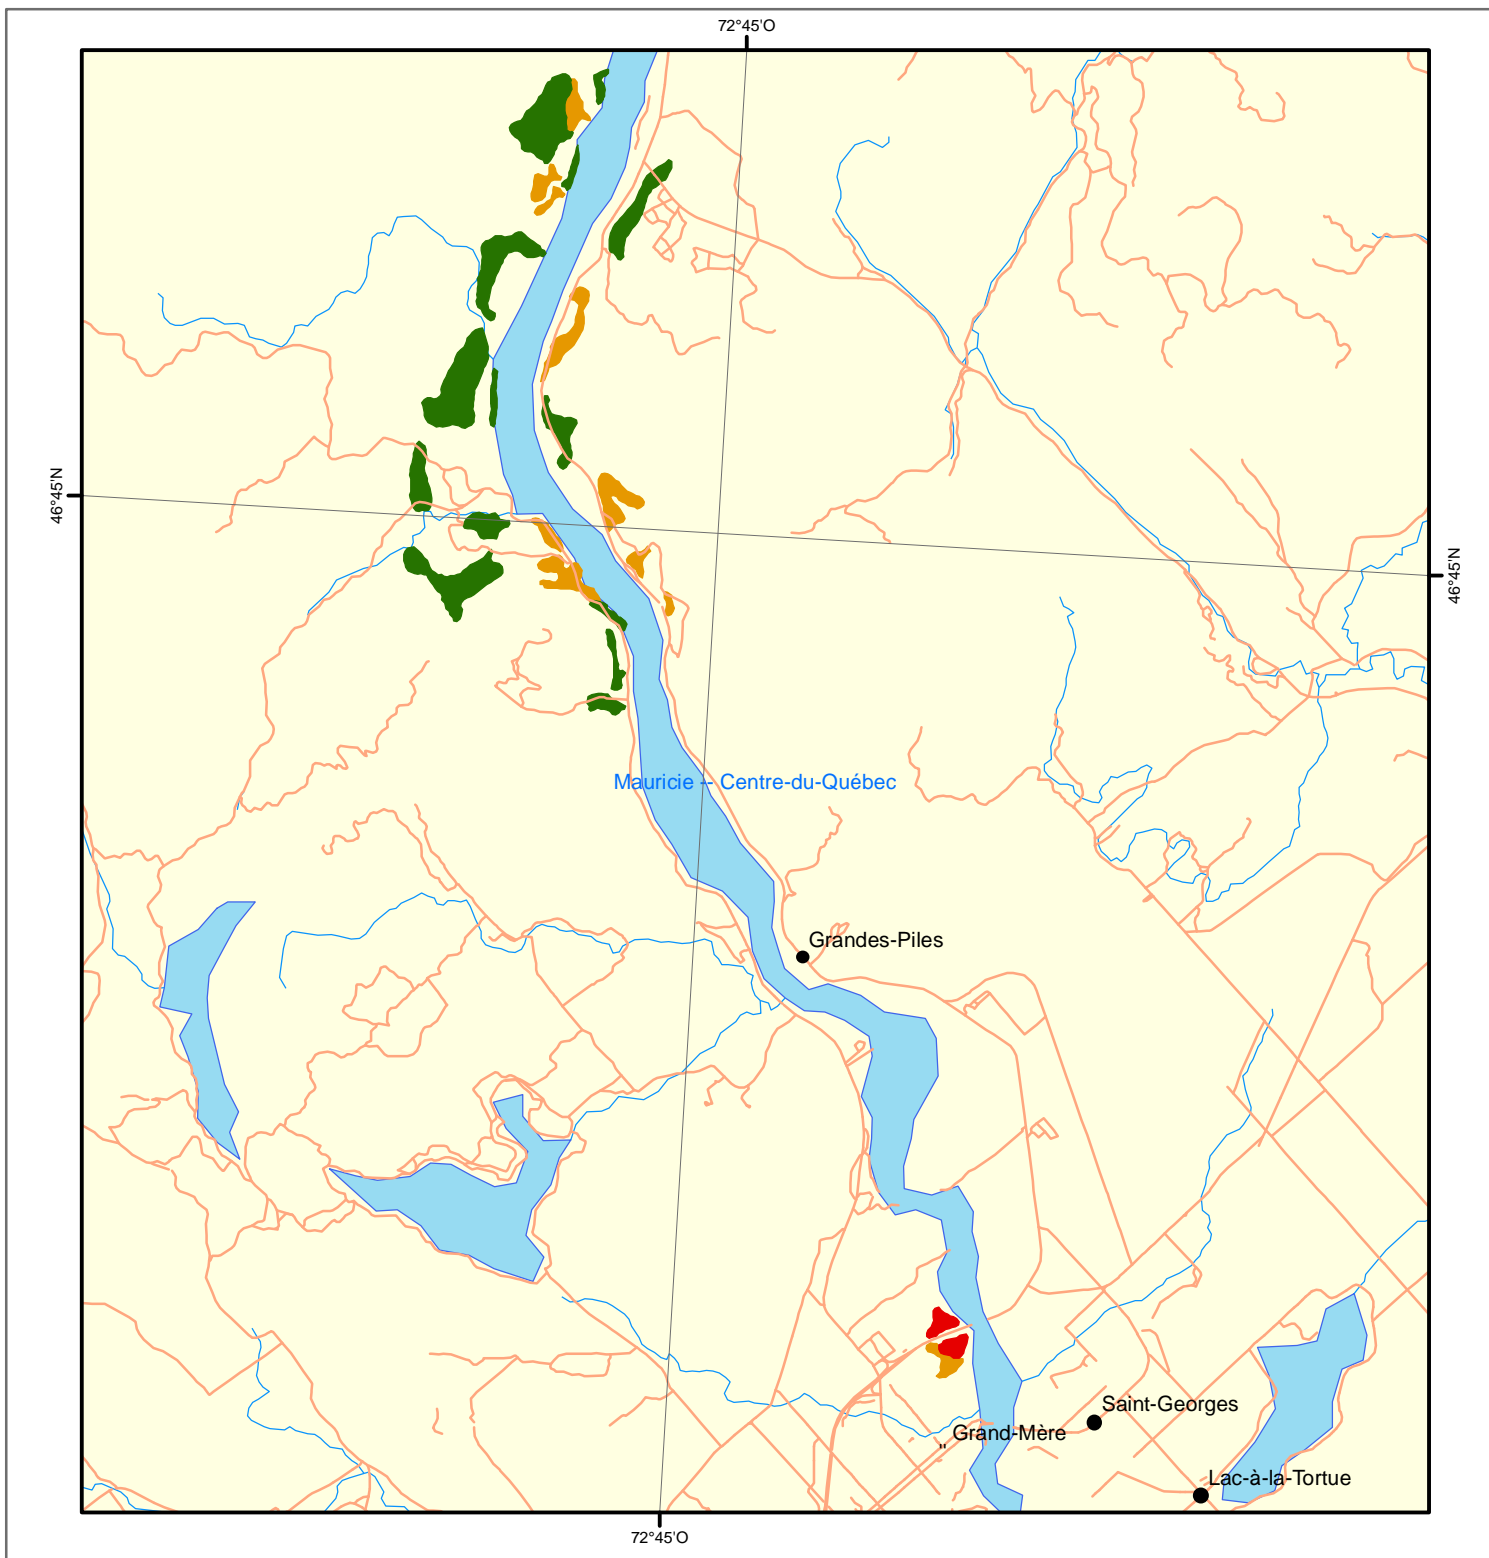 72°45'O
46°45'N
46°45'N
Mauricie -- Centre-du-Québec
Grandes-Piles
Saint-Georges
" Grand-Mère
Lac-à-la-Tortue
72°45'O